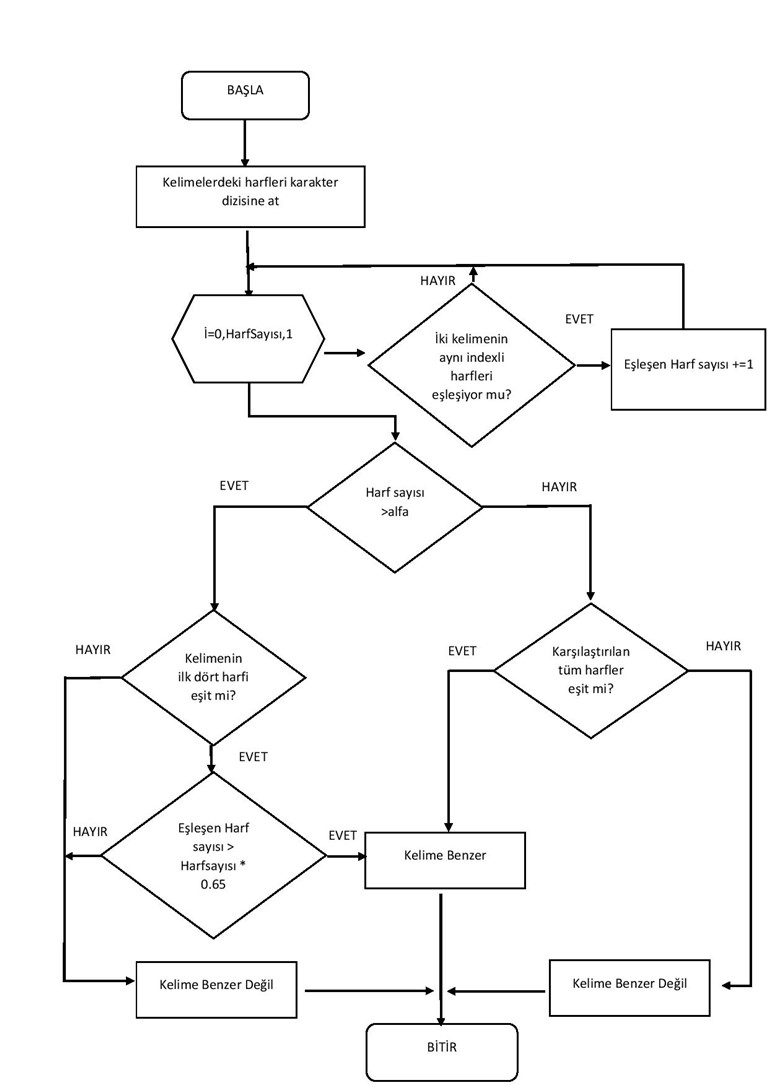 BAŞLA
Kelimelerdeki harfleri karakter
dizisine at
HAYIR
EVET
İ=0,HarfSayısı,1
İki kelimenin
aynı indexli
harfleri
eşleşiyor mu?
Eşleşen Harf sayısı +=1
EVET
Harf sayısı
>alfa
HAYIR
HAYIR
Kelimenin
ilk dört harfi
eşit mi?
EVET
Karşılaştırılan
tüm harfler
eşit mi?
HAYIR
EVET
HAYIR
Eşleşen Harf
sayısı >
Harfsayısı *
0.65
EVET
Kelime Benzer
Kelime Benzer Değil
Kelime Benzer Değil
BİTİR